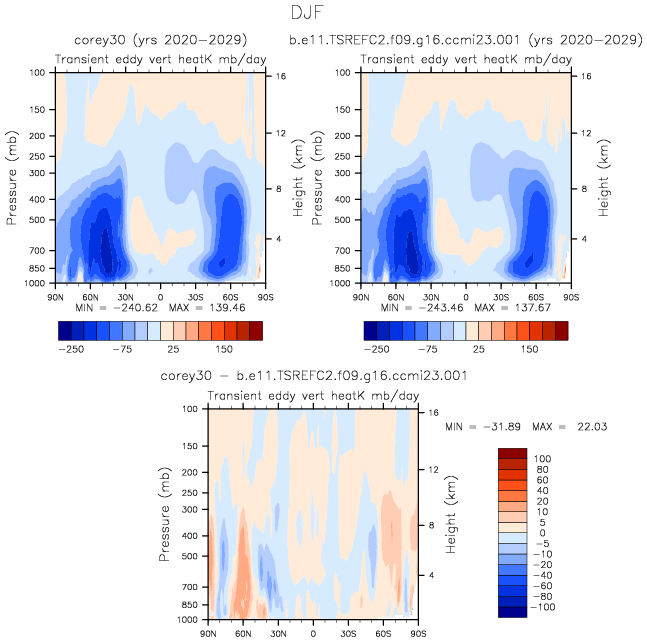 DJF
corey30 (yrs 2020-2029)
b.e11.TSREFC2.f09.g16.ccmi23.001 (yrs 2020-2029)
Transient eddy vert heatK mb/day
Transient eddy vert heatK mb/day
100
150
200
250
300
400
500
700
850
1000
Pressure (mb)
16
12
8
4
Height (km)
90N 60N 30N 0 30S 60S 90S
MIN = -240.62 MAX = 139.46
-250 -75 25 150
100
150
200
250
300
400
500
700
850
1000
Pressure (mb)
16
12
8
4
Height (km)
90N 60N 30N 0 30S 60S 90S
MIN = -243.46 MAX = 137.67
-250 -75 25 150
corey30 - b.e11.TSREFC2.f09.g16.ccmi23.001
Transient eddy vert heatK mb/day
100
150
200
250
300
400
500
700
850
1000
Pressure (mb)
16
12
8
4
Height (km)
90N 60N 30N 0 30S 60S 90S
MIN = -31.89 MAX = 22.03
100
80
60
40
20
10
5
0
-5
-10
-20
-40
-60
-80
-100